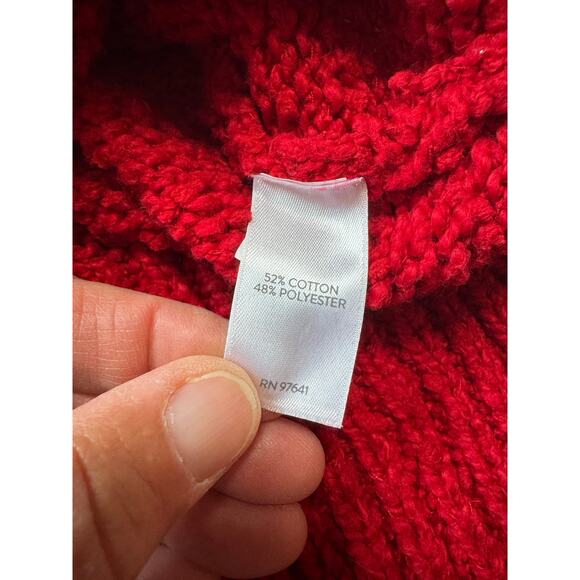 52% COTTON
48% POLYESTER
RN 97641